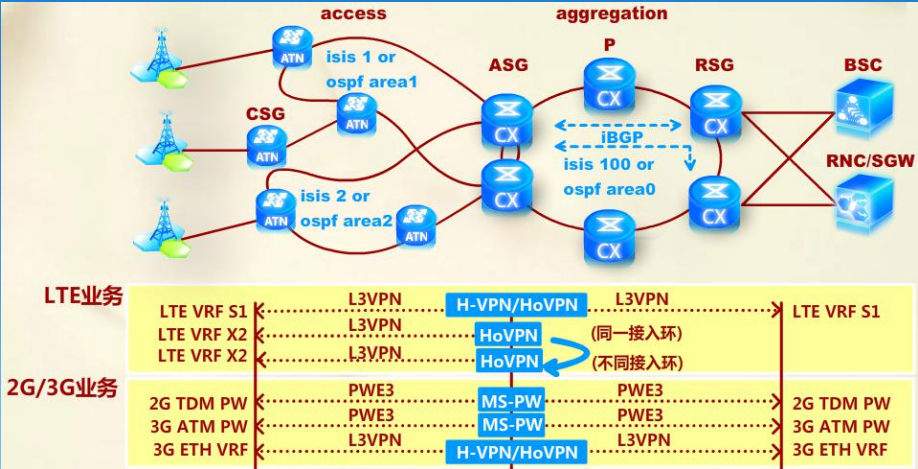 access
aggregation
P
ATN
isis 1 or
ospf area1
ASG
RSG
BSC
CX
CX
CX
CSG
ATN
ATN
iBGP
RNC/SGW
isis 100 or
ospf area0
isis 2 or
ospf area2
CX
CX
ATN
ATN
CX
LTE业务
LTE VRF S1
L3VPN
H-VPN/HoVPN
L3VPN
LTE VRF S1
LTE VRF X2
L3VPN
HoVPN
(同一接入环)
LTE VRF X2
L3VPN
HoVPN
(不同接入环)
2G/3G业务
2G TDM PW
PWE3
MS-PW
PWE3
2G TDM PW
3G ATM PW
PWE3
MS-PW
PWE3
3G ATM PW
3G ETH VRF
L3VPN
H-VPN/HoVPN
L3VPN
3G ETH VRF